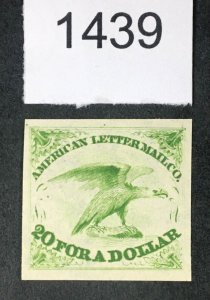 1439
AMERICAN LETTER MAIL CO.
20 FOR A DOLLAR